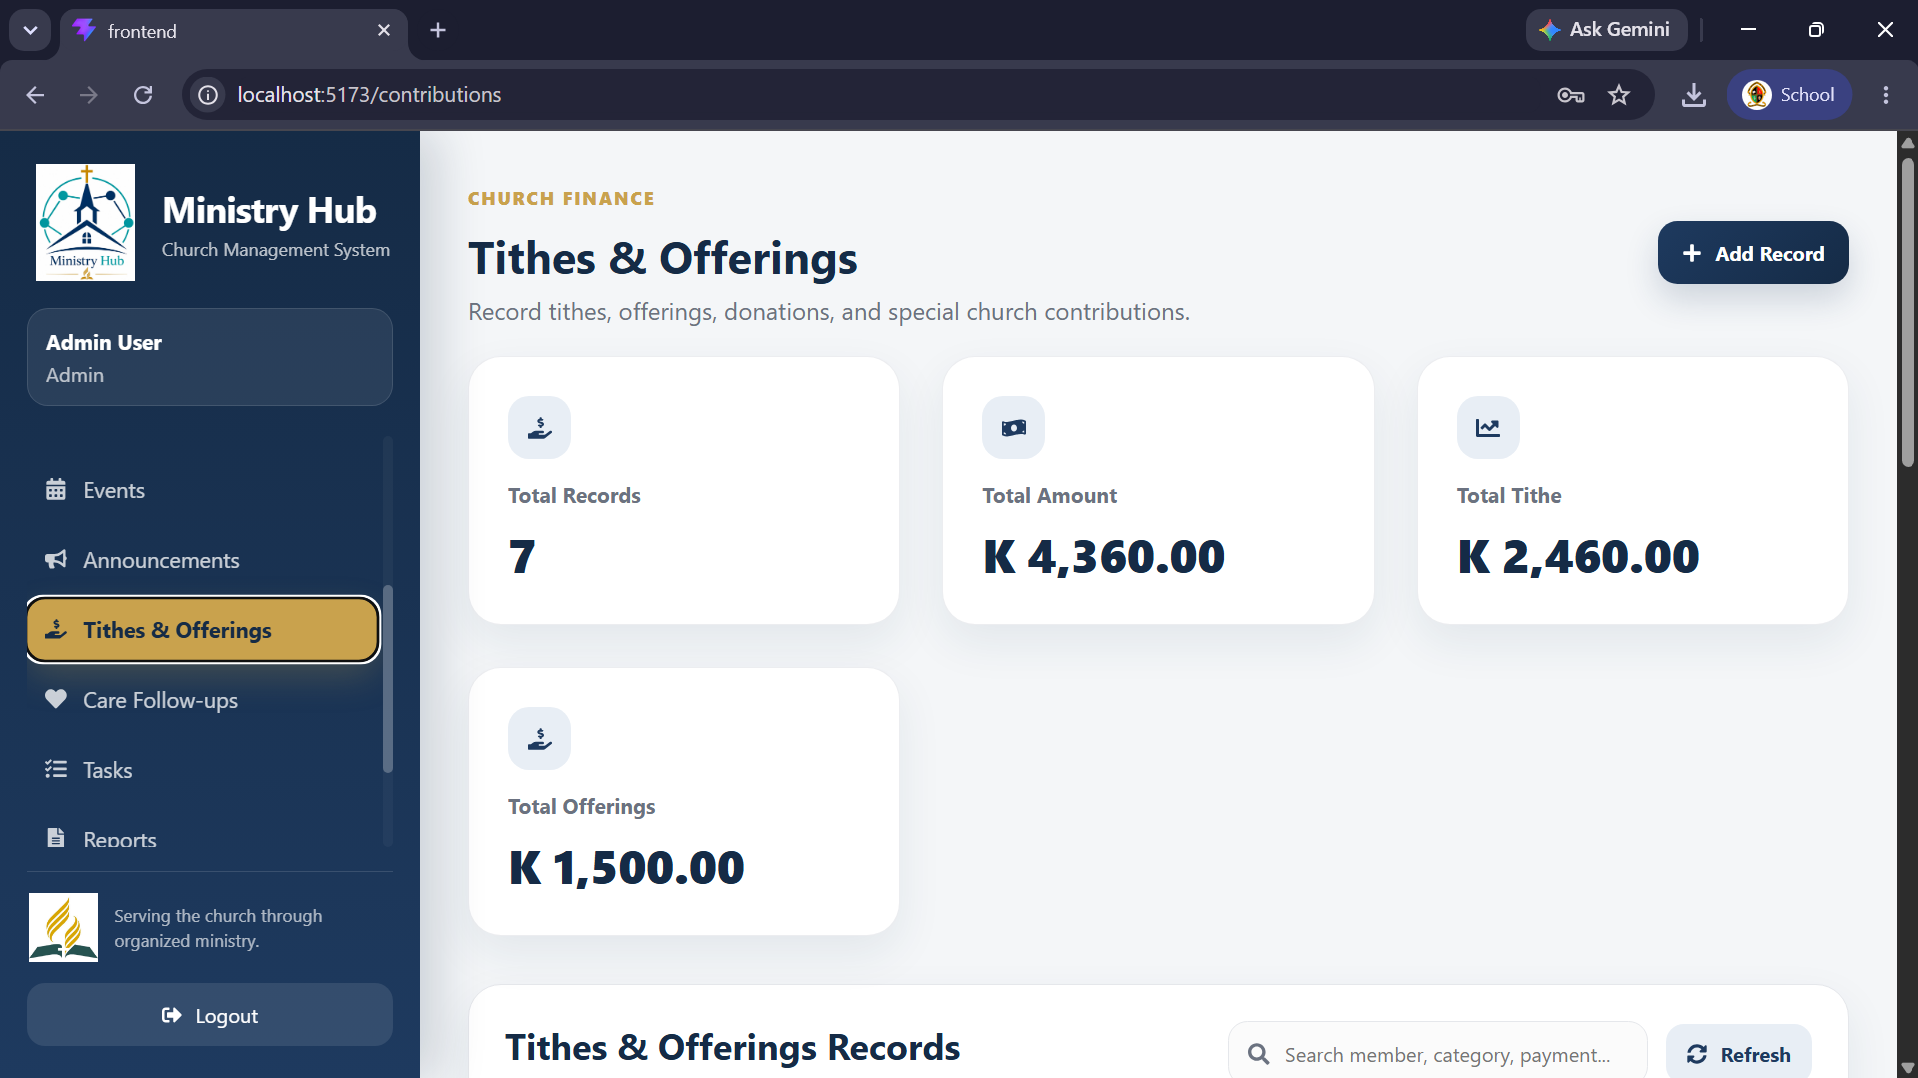 frontend
Ask Gemini
localhost:5173/contributions
School
Ministry Hub
Ministry Hub
Church Management System
Admin User
Admin
Events
Announcements
Tithes & Offerings
Care Follow-ups
Tasks
Reports
Serving the church through
organized ministry.
Logout
CHURCH FINANCE
Tithes & Offerings
Record tithes, offerings, donations, and special church contributions.
+ Add Record
Total Records
7
Total Amount
K 4,360.00
Total Tithe
K 2,460.00
Total Offerings
K 1,500.00
Tithes & Offerings Records
Search member, category, payment...
Refresh